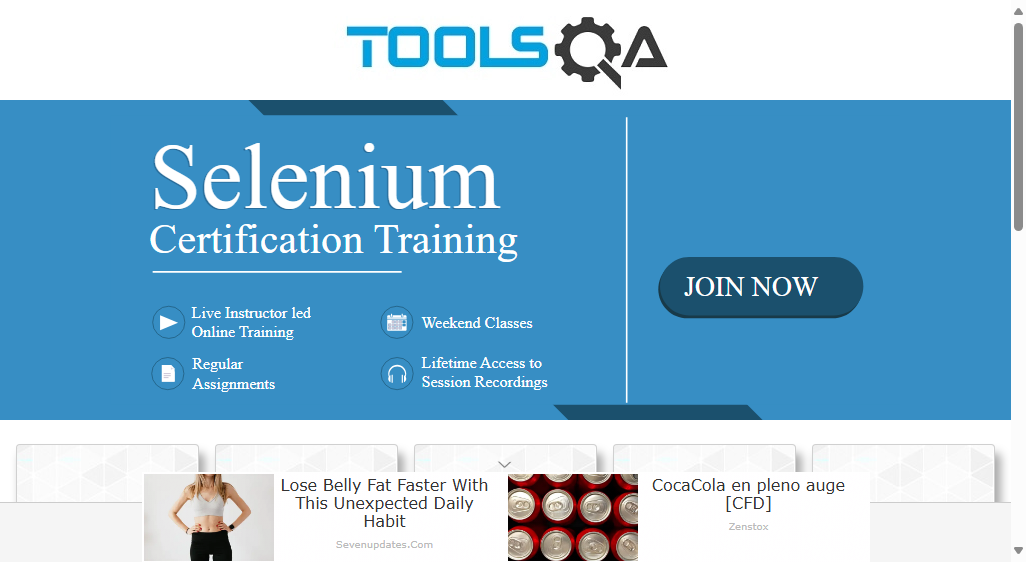 TOOLSQA
Selenium
Certification Training
JOIN NOW
Live Instructor led
Online Training
Weekend Classes
Regular
Assignments
Lifetime Access to
Session Recordings
Lose Belly Fat Faster With
This Unexpected Daily
Habit
Sevenupdates.Com
CocaCola en pleno auge
[CFD]
Zenstox